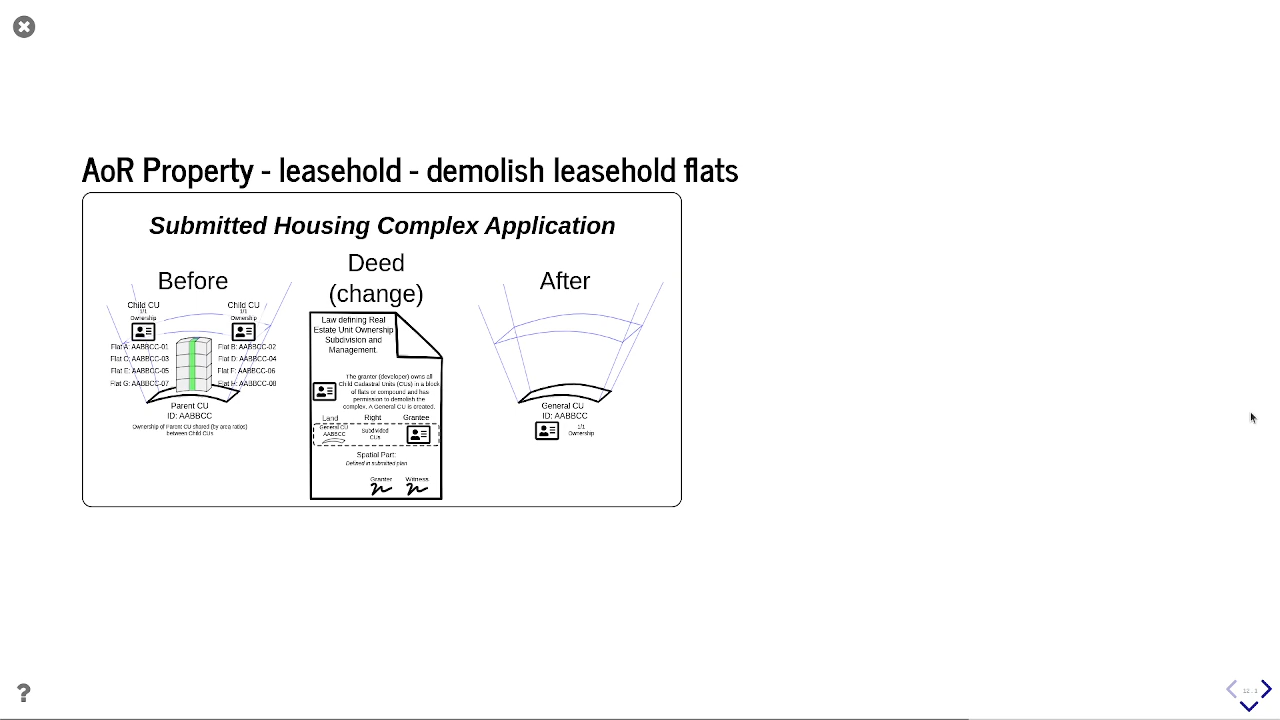 AoR Property - leasehold - demolish leasehold flats
Submitted Housing Complex Application
Before
Child CU
1/1
Ownership
Child CU
1/1
Ownership
Flat A: AABBCC-01
Flat B: AABBCC-02
Flat C: AABBCC-03
Flat D: AABBCC-04
Flat E: AABBCC-05
Flat F: AABBCC-06
Flat G: AABBCC-07
Flat H: AABBCC-08
Parent CU
ID: AABBCC
Ownership of Parent CU shared (by area ratios)
between Child CUs.
Deed
(change)
Law defining Real
Estate Unit Ownership
Subdivision and
Management.
The granter (developer) owns all
Child Cadastral Units (CUs) in a block
of flats or compound and has
permission to demolish the
complex. A General CU is created.
Land Right Grantee
General CU
AABBCC
Subdivided
CUs
Spatial Part:
Defined in submitted plan
Granter Witness
After
General CU
ID: AABBCC
1/1
Ownership
?
12 . 1